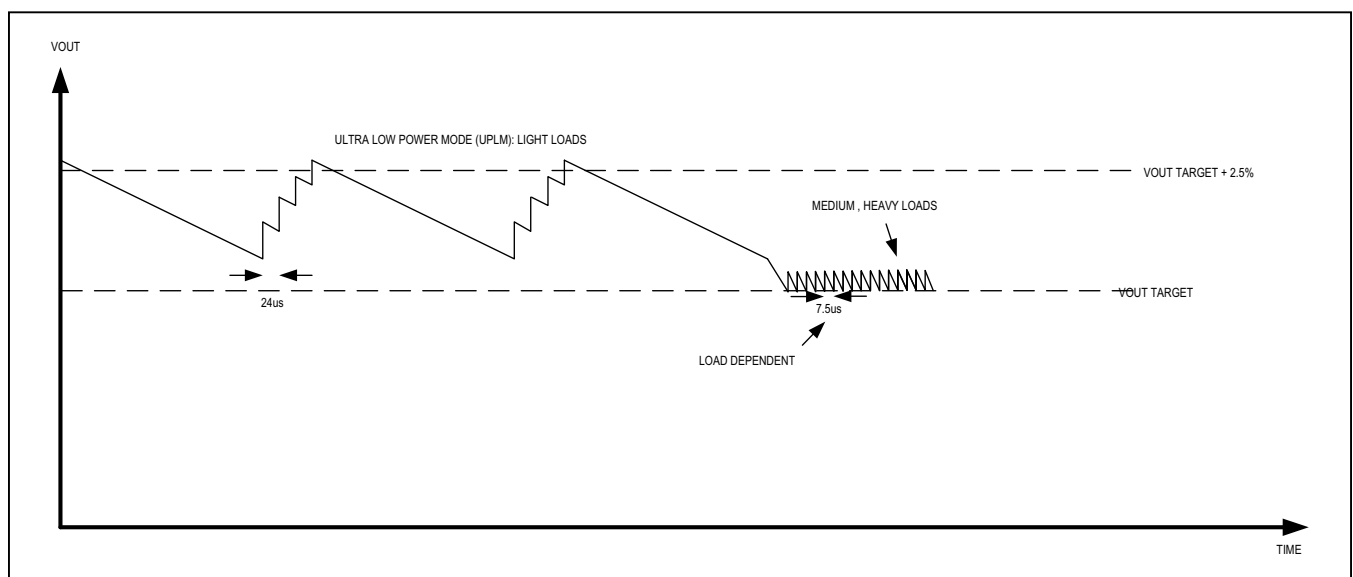 VOUT
ULTRA LOW POWER MODE (UPLM): LIGHT LOADS
VOUT TARGET + 2.5%
MEDIUM , HEAVY LOADS
24us
VOUT TARGET
7.5us
LOAD DEPENDENT
TIME